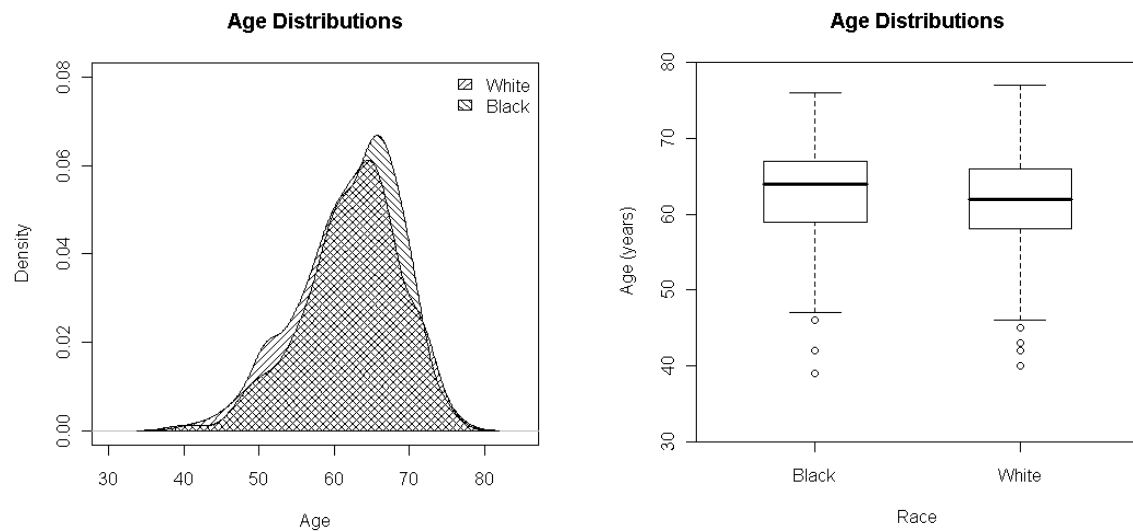 Age Distributions
0.08
0.06
0.04
0.02
0.00
Density
White
Black
30 40 50 60 70 80
Age
Age Distributions
80
70
60
50
40
30
Age (years)
Black White
Race